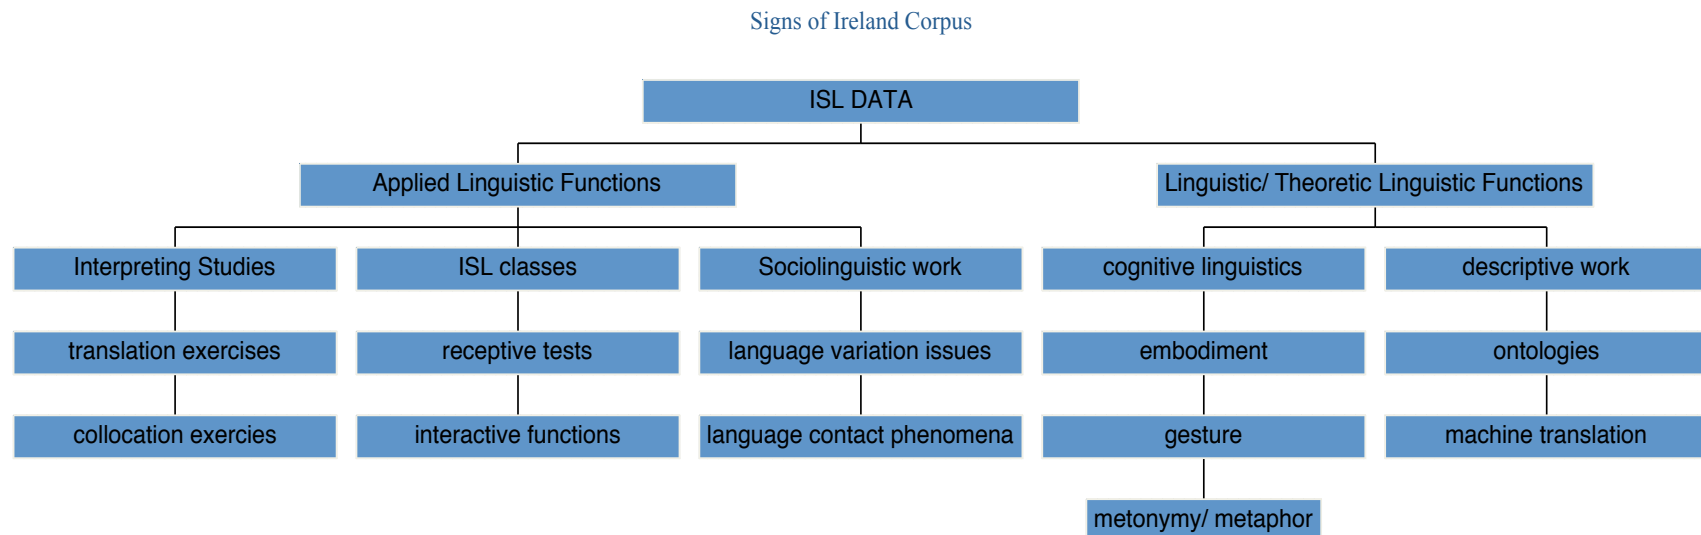 Signs of Ireland Corpus
ISL DATA
Applied Linguistic Functions
Linguistic/ Theoretic Linguistic Functions
Interpreting Studies
ISL classes
Sociolinguistic work
cognitive linguistics
descriptive work
translation exercises
receptive tests
language variation issues
embodiment
ontologies
collocation exercies
interactive functions
language contact phenomena
gesture
machine translation
metonymy/ metaphor